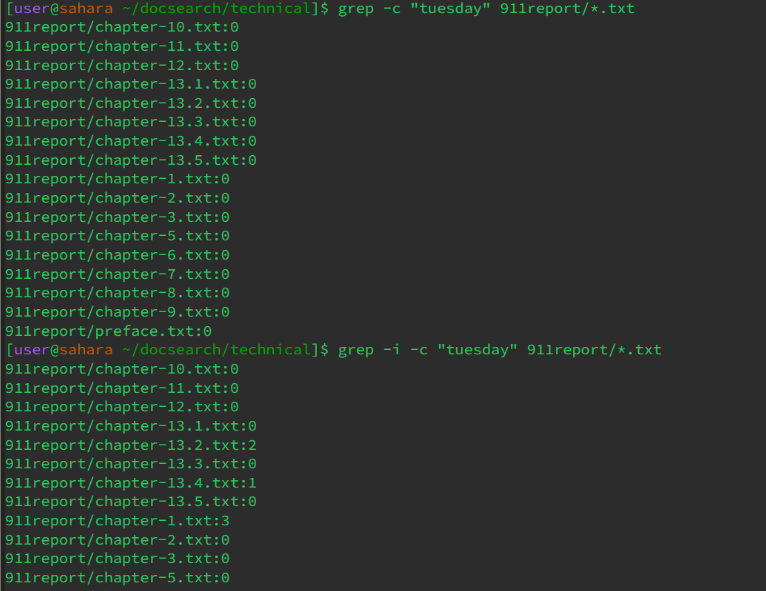 [user@sahara ~/docsearch/technical]$ grep -c "tuesday" 911report/*.txt
911report/chapter-10.txt:0
911report/chapter-11.txt:0
911report/chapter-12.txt:0
911report/chapter-13.1.txt:0
911report/chapter-13.2.txt:0
911report/chapter-13.3.txt:0
911report/chapter-13.4.txt:0
911report/chapter-13.5.txt:0
911report/chapter-1.txt:0
911report/chapter-2.txt:0
911report/chapter-3.txt:0
911report/chapter-5.txt:0
911report/chapter-6.txt:0
911report/chapter-7.txt:0
911report/chapter-8.txt:0
911report/chapter-9.txt:0
911report/preface.txt:0
[user@sahara ~/docsearch/technical]$ grep -i -c "tuesday" 911report/*.txt
911report/chapter-10.txt:0
911report/chapter-11.txt:0
911report/chapter-12.txt:0
911report/chapter-13.1.txt:0
911report/chapter-13.2.txt:2
911report/chapter-13.3.txt:0
911report/chapter-13.4.txt:1
911report/chapter-13.5.txt:0
911report/chapter-1.txt:3
911report/chapter-2.txt:0
911report/chapter-3.txt:0
911report/chapter-5.txt:0